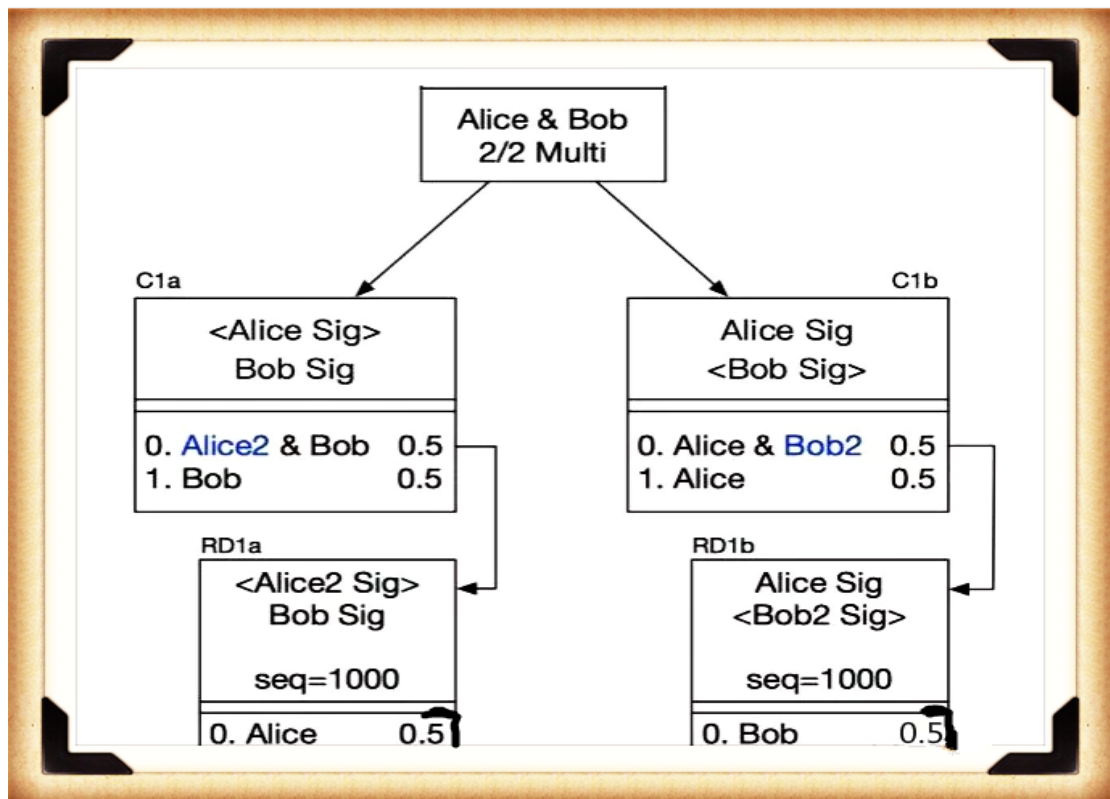 Alice & Bob
2/2 Multi
C1a
<Alice Sig>
Bob Sig
0. Alice2 & Bob 0.5
1. Bob 0.5
RD1a
<Alice2 Sig>
Bob Sig
seq=1000
0. Alice 0.5
C1b
Alice Sig
<Bob Sig>
0. Alice & Bob2 0.5
1. Alice 0.5
RD1b
Alice Sig
<Bob2 Sig>
seq=1000
0. Bob 0.5